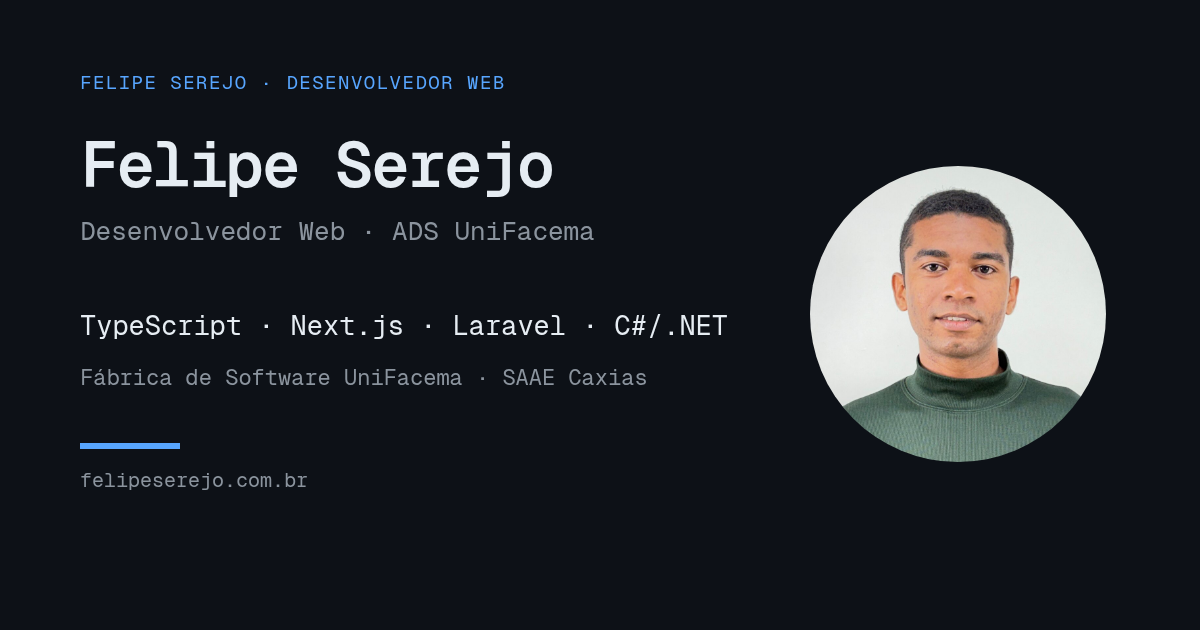 FELIPE SEREJO · DESENVOLVEDOR WEB
Felipe Serejo
Desenvolvedor Web · ADS UniFacema
TypeScript · Next.js · Laravel · C#/.NET
Fábrica de Software UniFacema · SAAE Caxias
felipeserejo.com.br